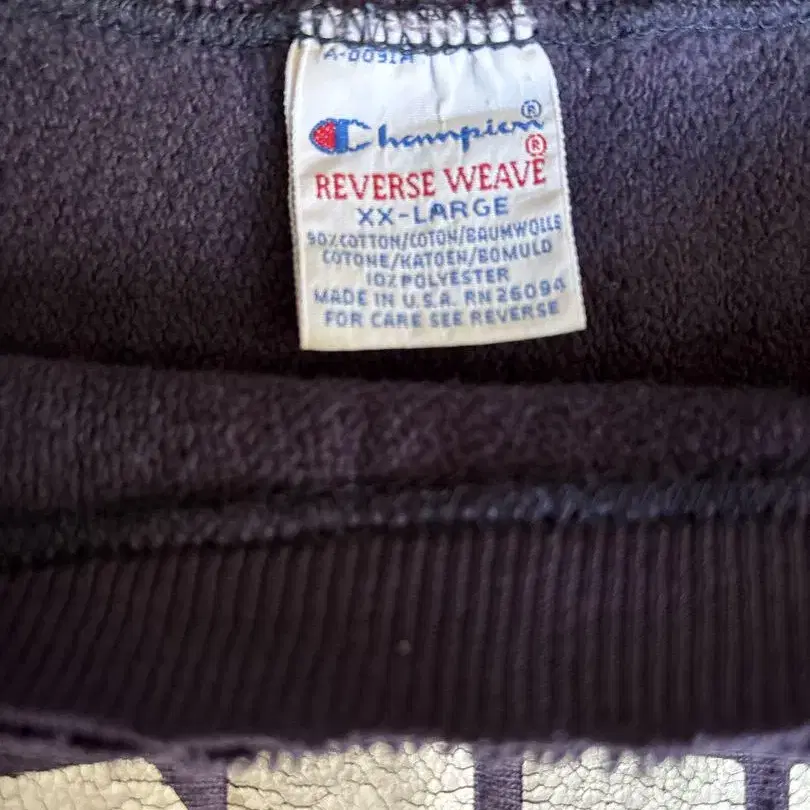 A-0091A
Champion®
REVERSE WEAVE®
XX-LARGE
90% COTTON/COTON/BAUMWOLLE
COTONE/KATOEN/BOMULD
10% POLYESTER
MADE IN U.S.A. RN 26094
FOR CARE SEE REVERSE